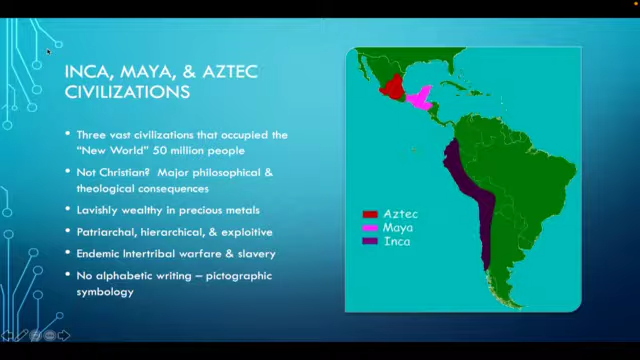 INCA, MAYA, & AZTEC
CIVILIZATIONS
Three vast civilizations that occupied the
“New World” 50 million people
Not Christian? Major philosophical &
theological consequences
Lavishly wealthy in precious metals
Patriarchal, hierarchical, & exploitive
Endemic Intertribal warfare & slavery
No alphabetic writing – pictographic
symbology
Aztec
Maya
Inca